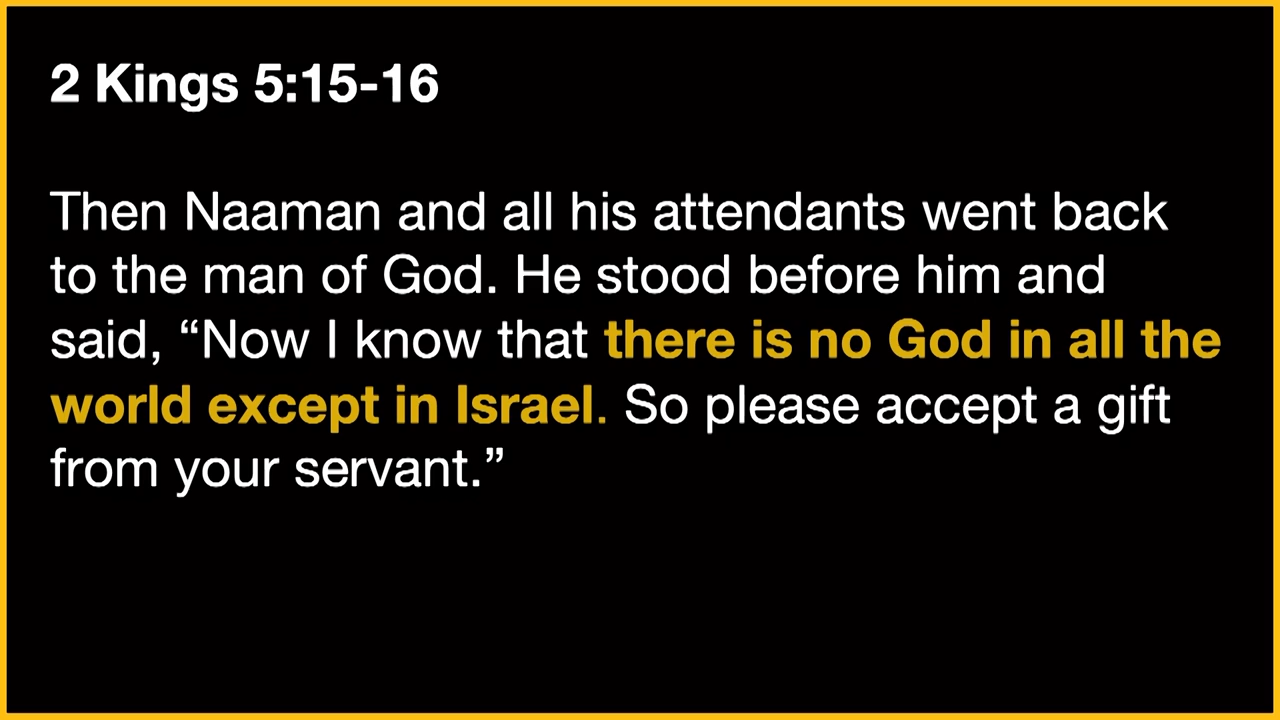 2 Kings 5:15-16
Then Naaman and all his attendants went back
to the man of God. He stood before him and
said, “Now I know that there is no God in all the
world except in Israel. So please accept a gift
from your servant.”